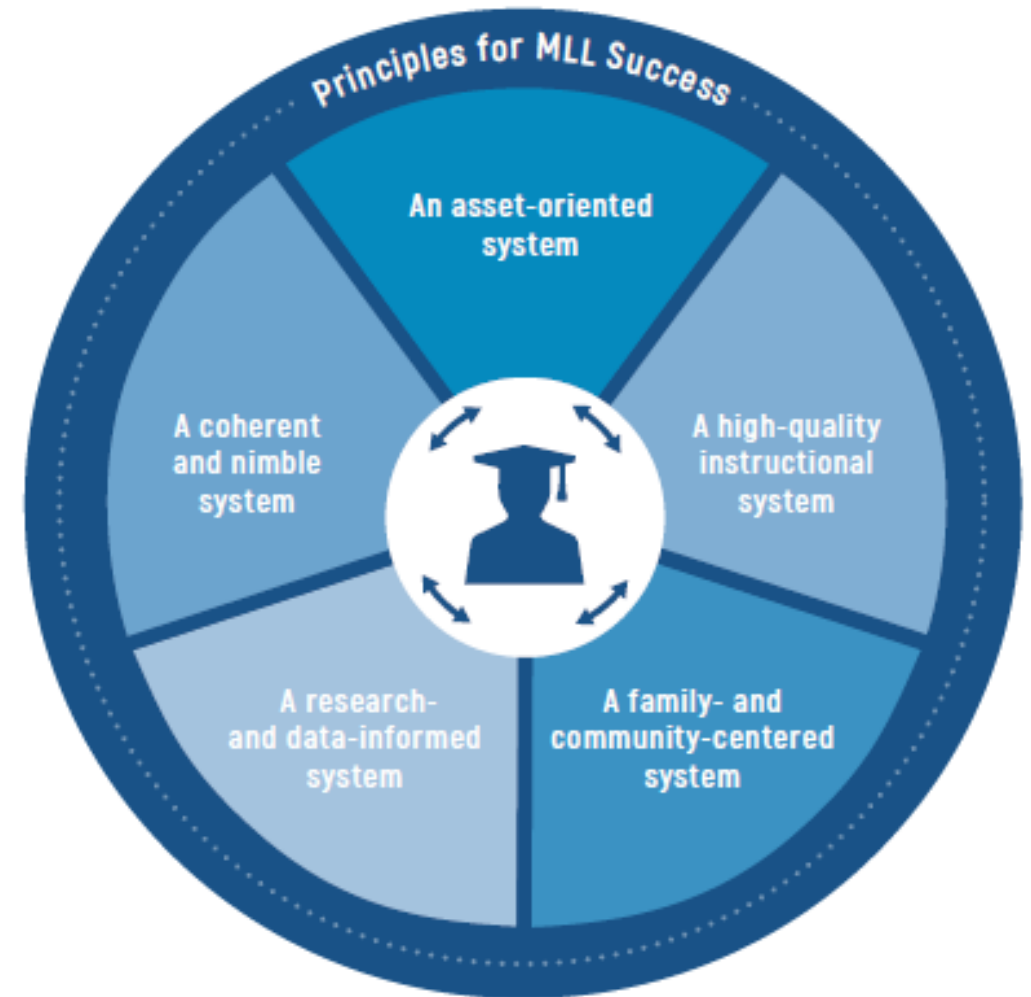 Principles for MLL Success
An asset-oriented
system
A high-quality
instructional
system
A family- and
community-centered
system
A research-
and data-informed
system
A coherent
and nimble
system